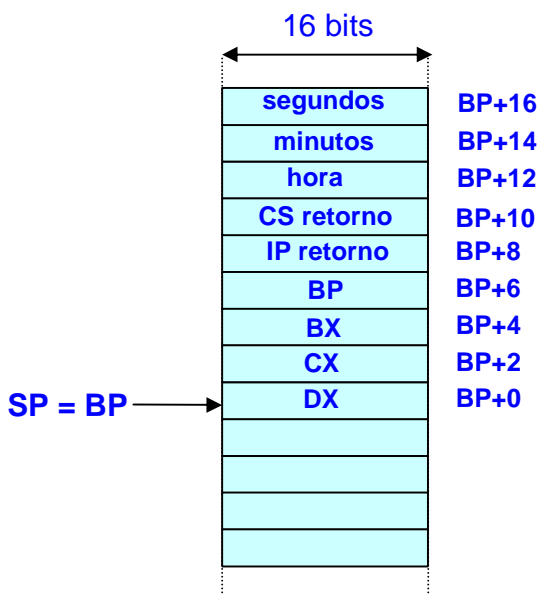 16 bits
segundos BP+16
minutos BP+14
hora BP+12
CS retorno BP+10
IP retorno BP+8
BP BP+6
BX BP+4
CX BP+2
SP = BP DX BP+0